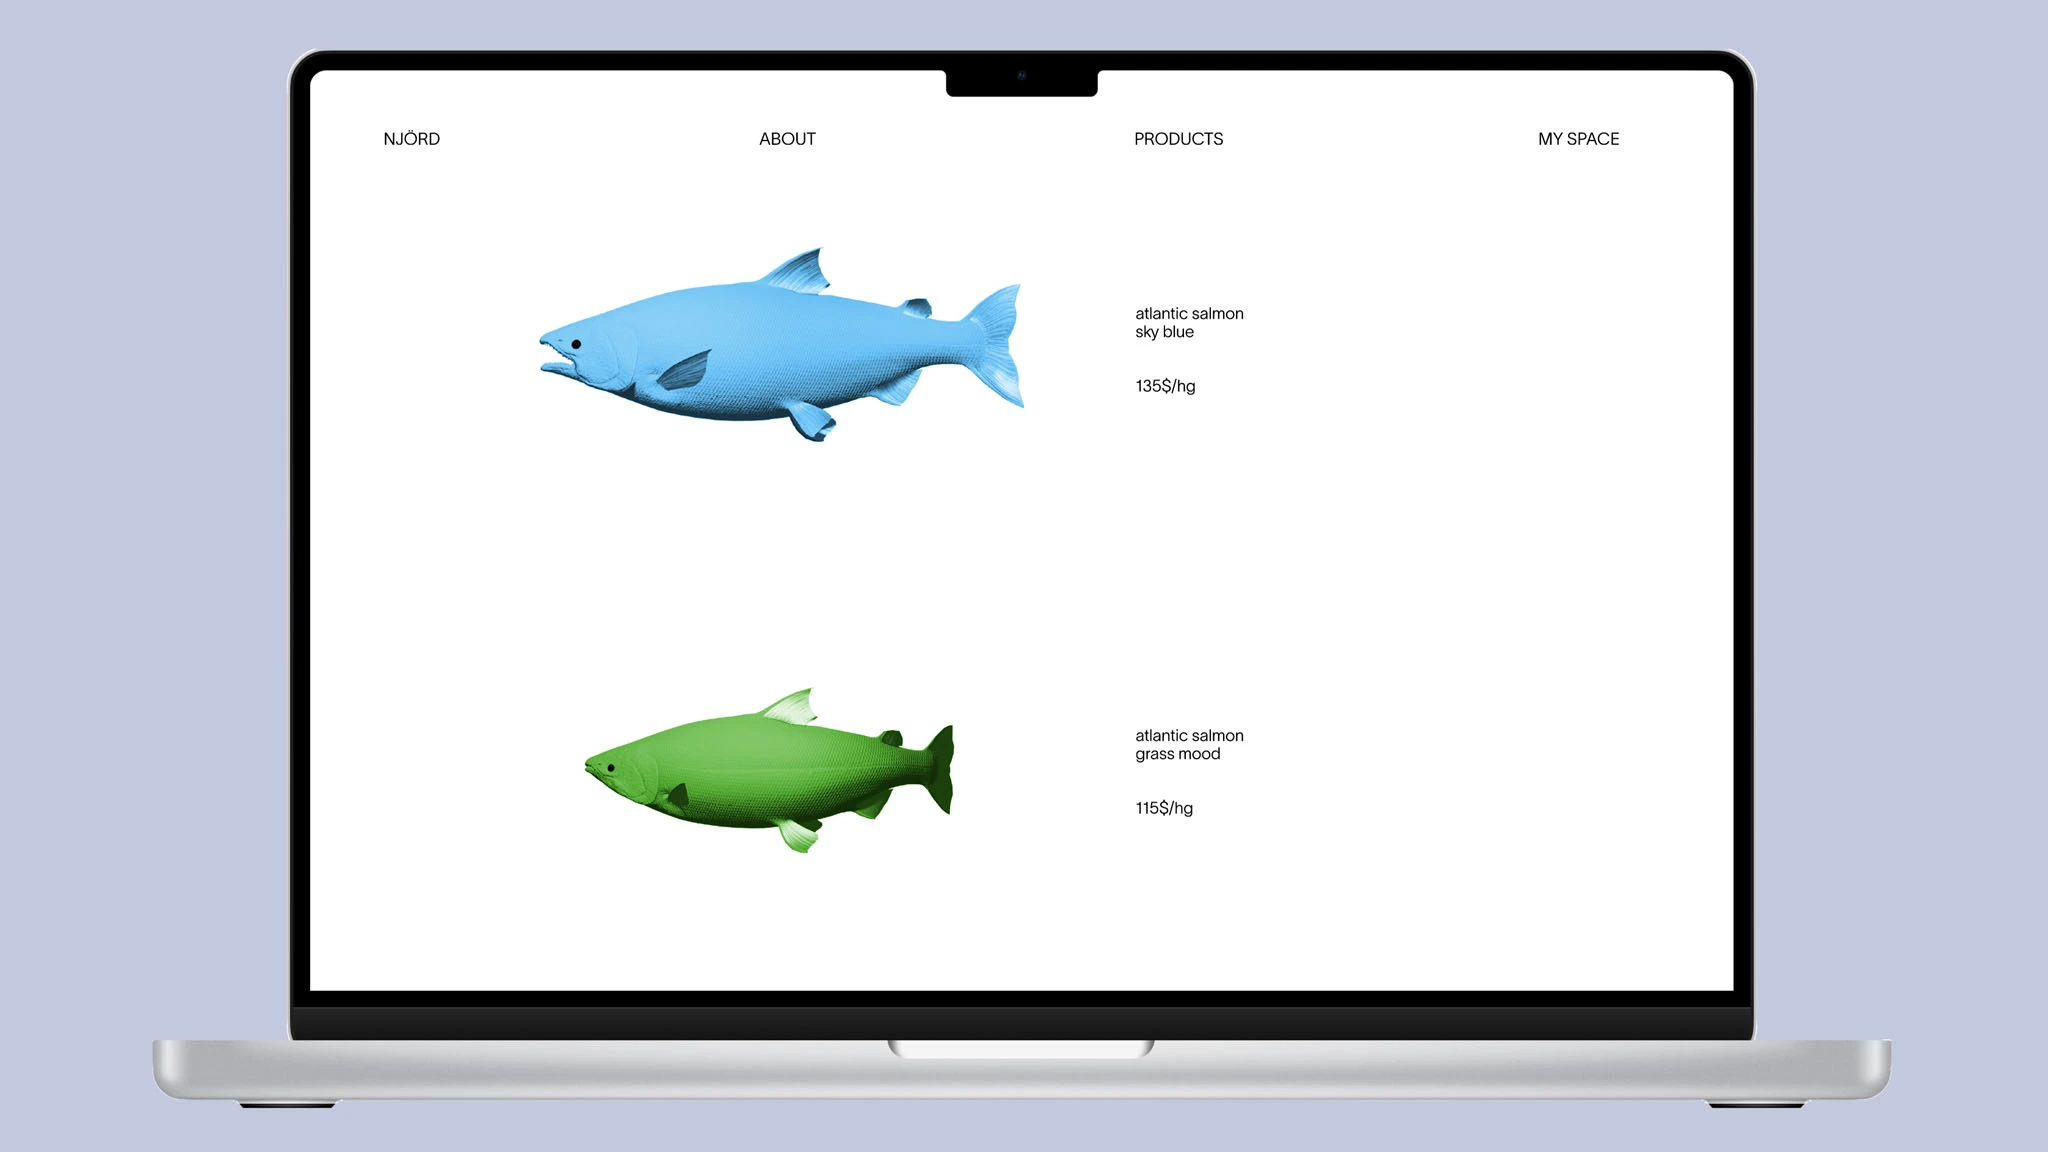 NJÖRD
ABOUT
PRODUCTS
MY SPACE
atlantic salmon
sky blue
135$/hg
atlantic salmon
grass mood
115$/hg